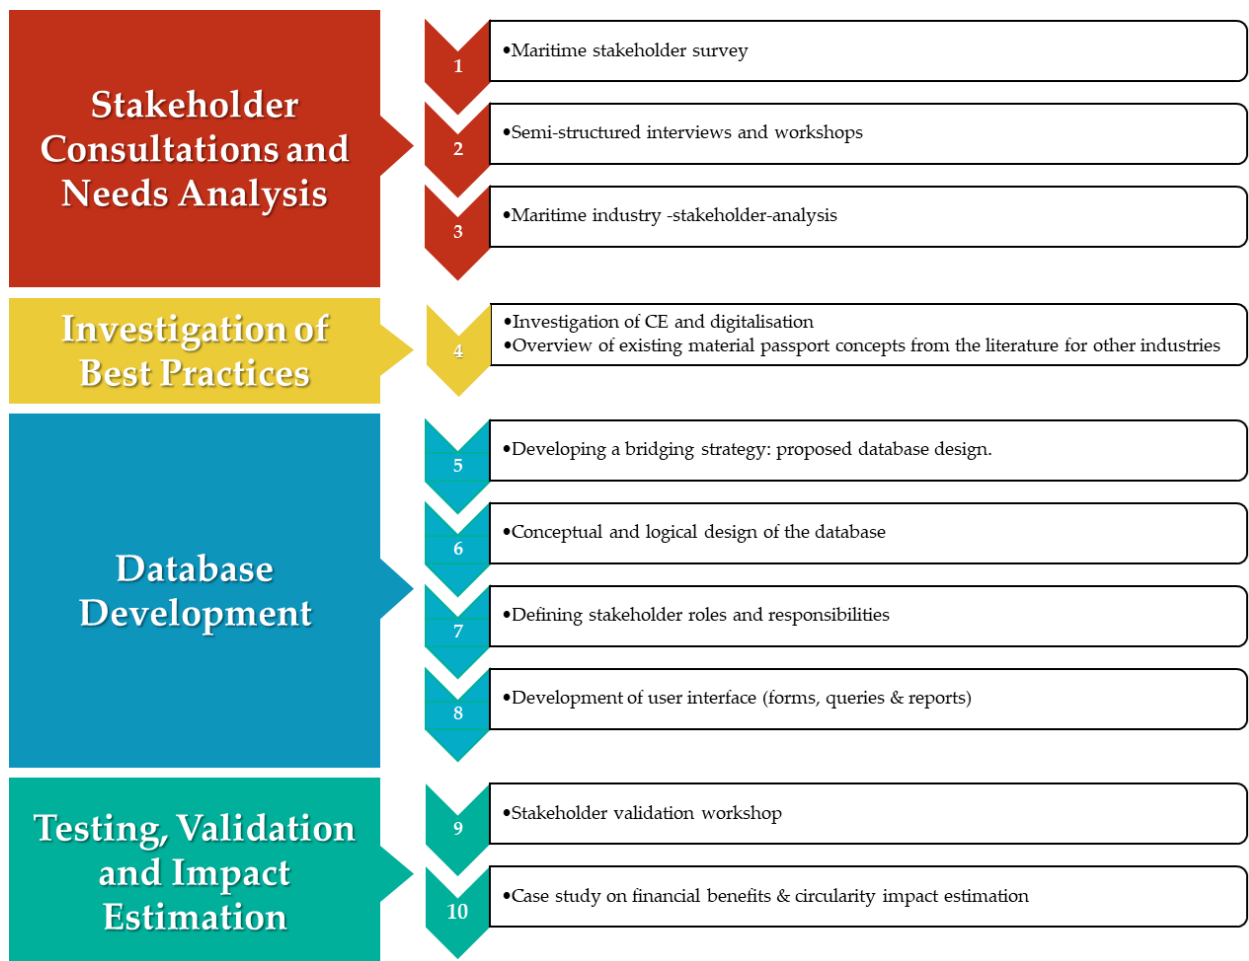 Stakeholder
Consultations and
Needs Analysis
1
•Maritime stakeholder survey
2
•Semi-structured interviews and workshops
3
•Maritime industry -stakeholder-analysis
Investigation of
Best Practices
4
•Investigation of CE and digitalisation
•Overview of existing material passport concepts from the literature for other industries
Database
Development
5
•Developing a bridging strategy: proposed database design.
6
•Conceptual and logical design of the database
7
•Defining stakeholder roles and responsibilities
8
•Development of user interface (forms, queries & reports)
Testing, Validation
and Impact
Estimation
9
•Stakeholder validation workshop
10
•Case study on financial benefits & circularity impact estimation